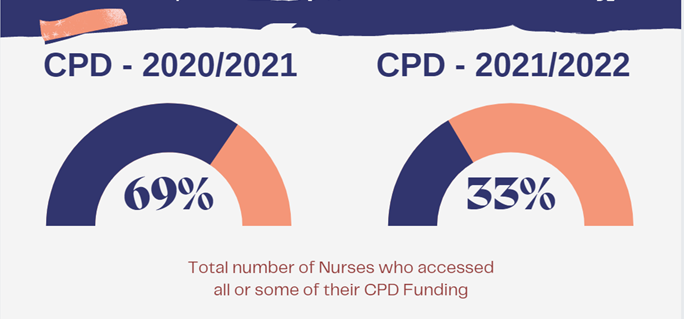 CPD - 2020/2021
CPD - 2021/2022
69%
33%
Total number of Nurses who accessed
all or some of their CPD Funding